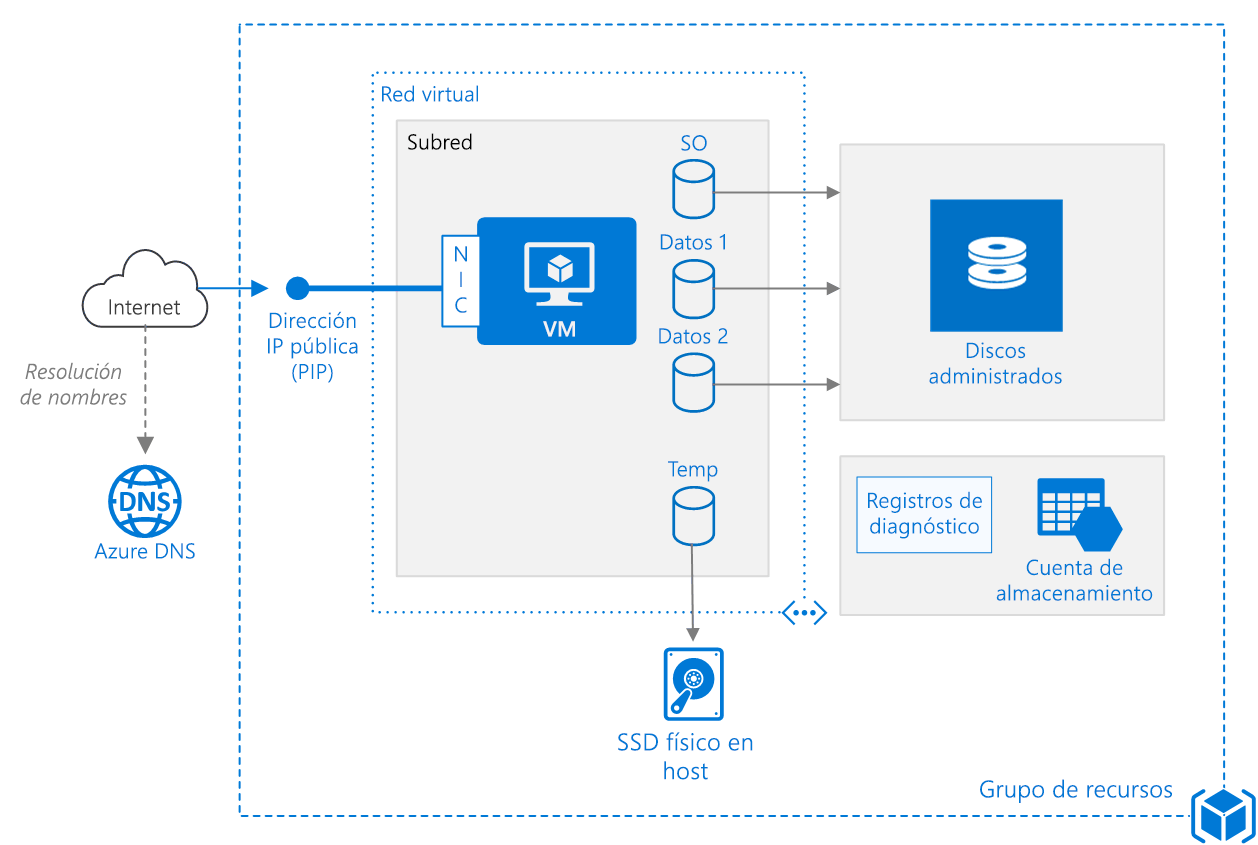 Red virtual
Subred
SO
Datos 1
Datos 2
Temp
N
I
C
VM
Internet
Dirección
IP pública
(PIP)
Resolución
de nombres
DNS
Azure DNS
Discos
administrados
Registros de
diagnóstico
Cuenta de
almacenamiento
SSD físico en
host
Grupo de recursos